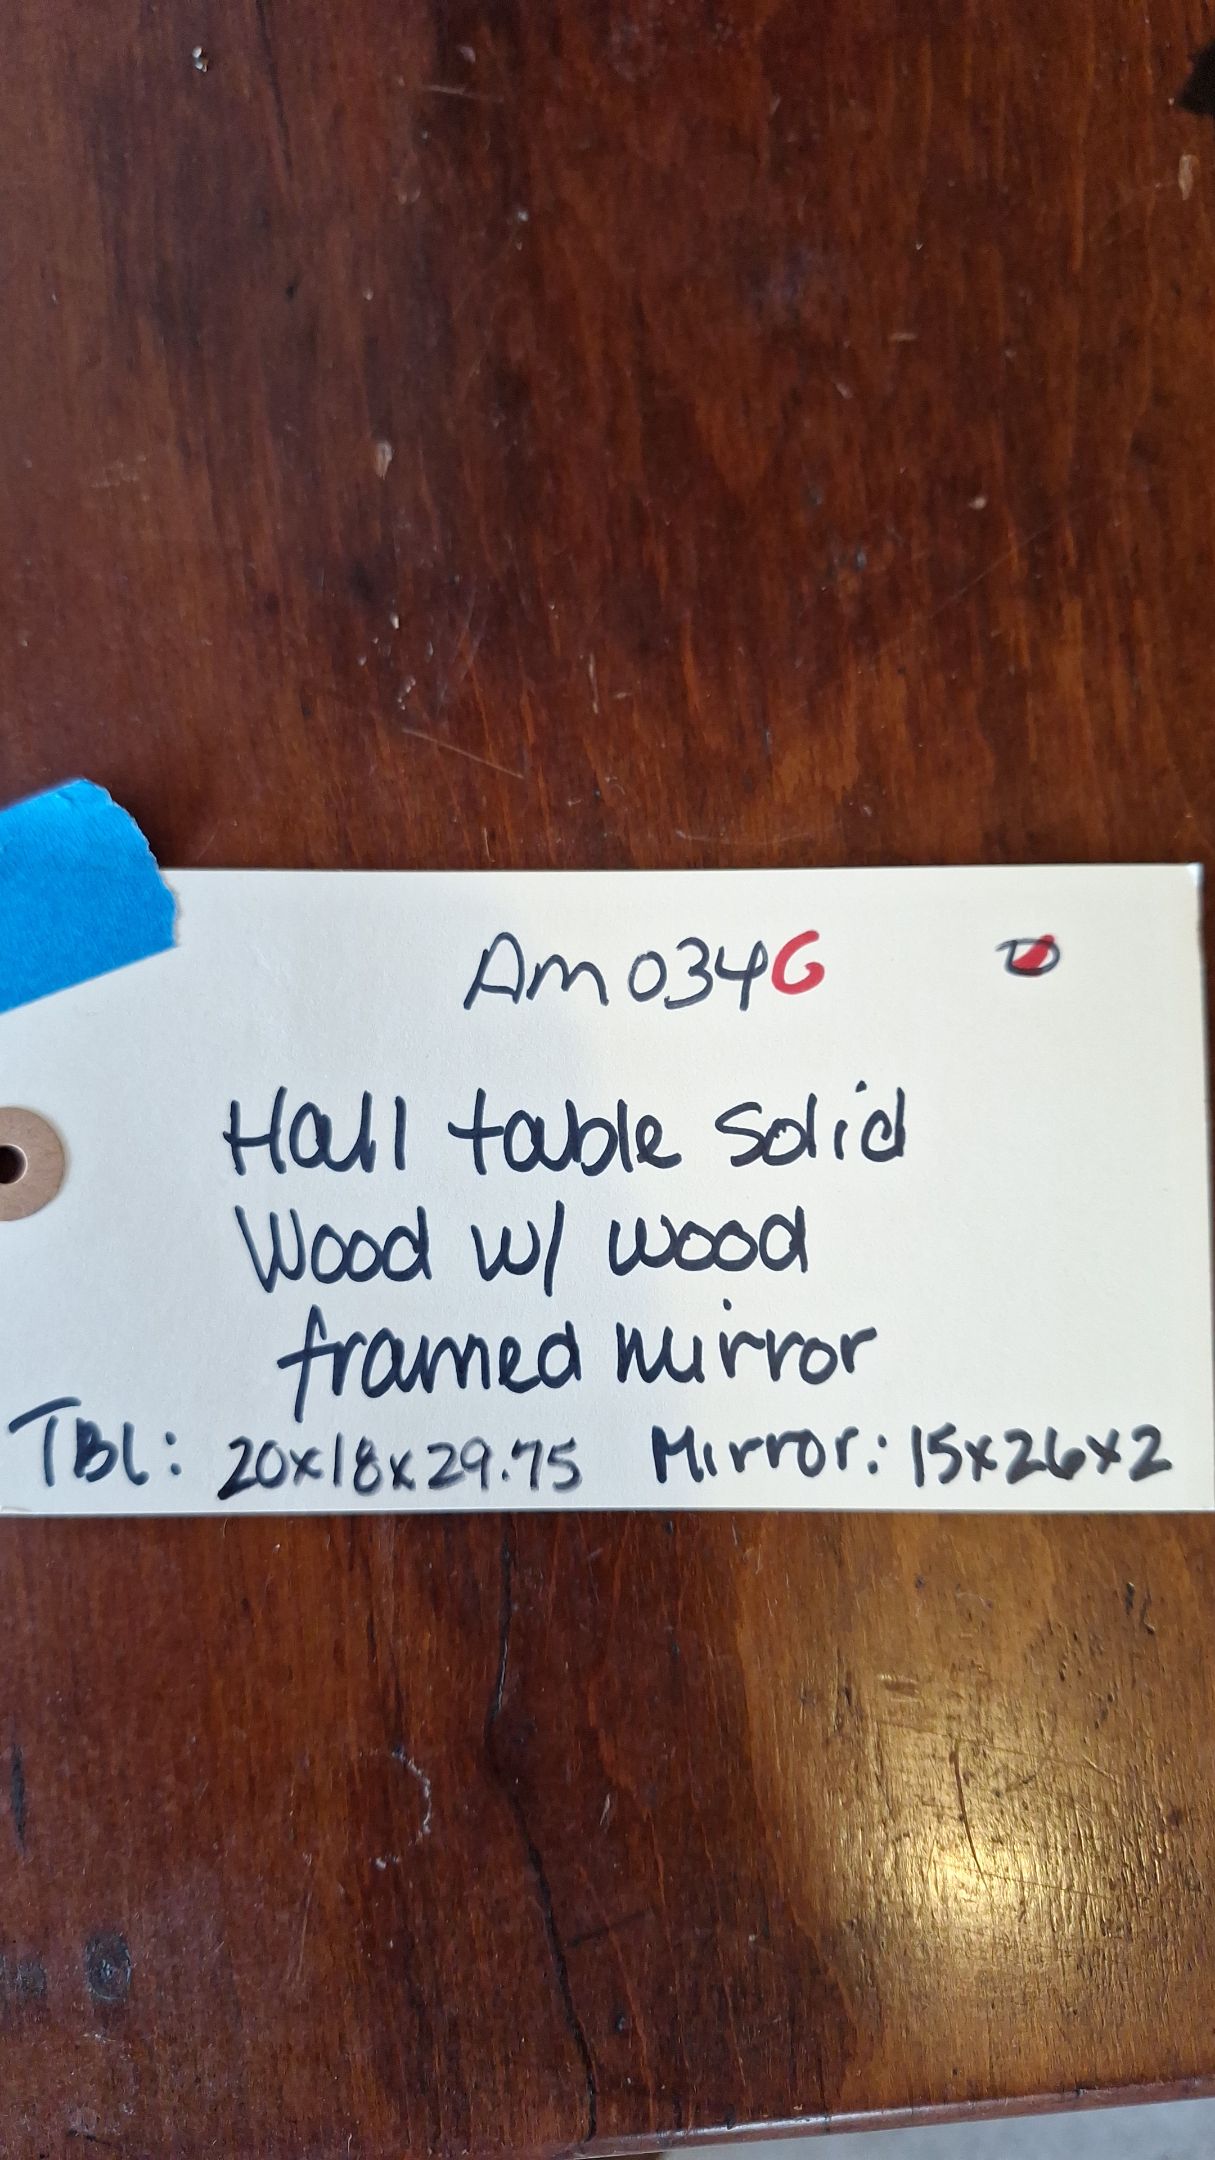 Am034G
Hall table Solid
Wood w/ wood
framed mirror
TBL: 20x18x29.75 Mirror: 15x26x2